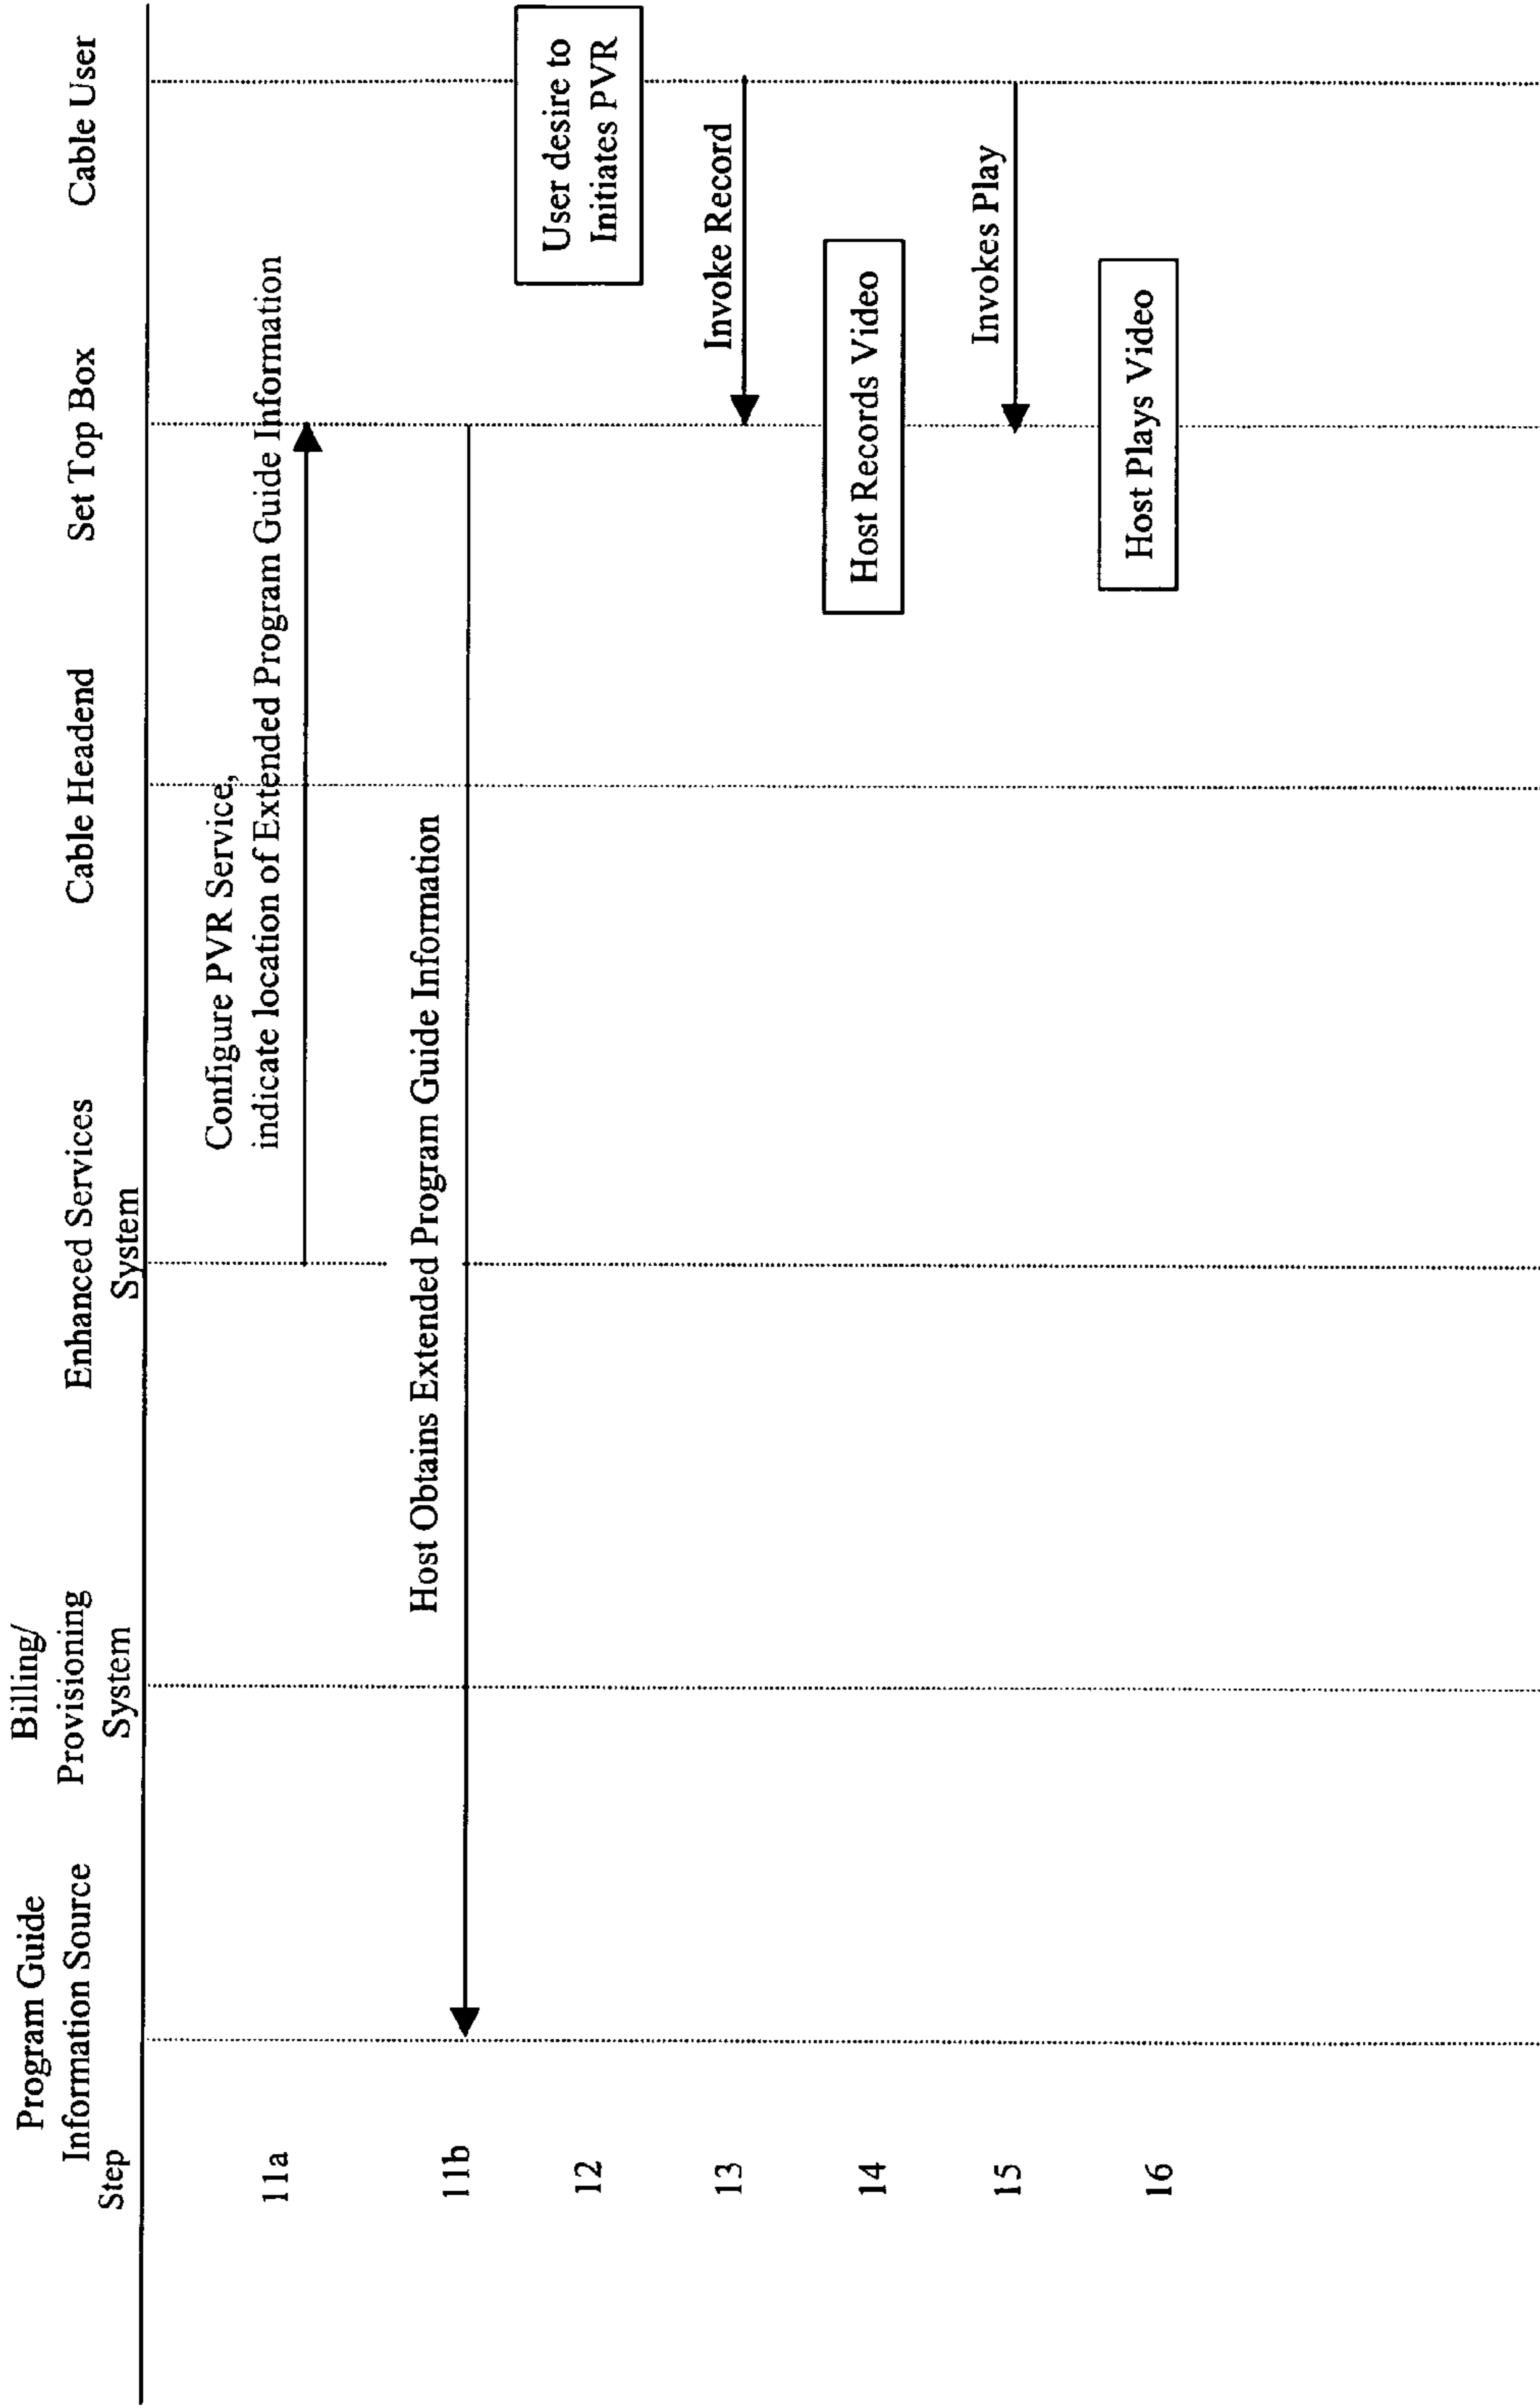 Program Guide
Information Source
Billing/
Provisioning
System
Enhanced Services
System
Cable Headend
Set Top Box
Cable User
Step
11a
Configure PVR Service,
indicate location of Extended Program Guide Information
11b
Host Obtains Extended Program Guide Information
12
User desire to
Initiates PVR
13
Invoke Record
14
Host Records Video
15
Invokes Play
16
Host Plays Video